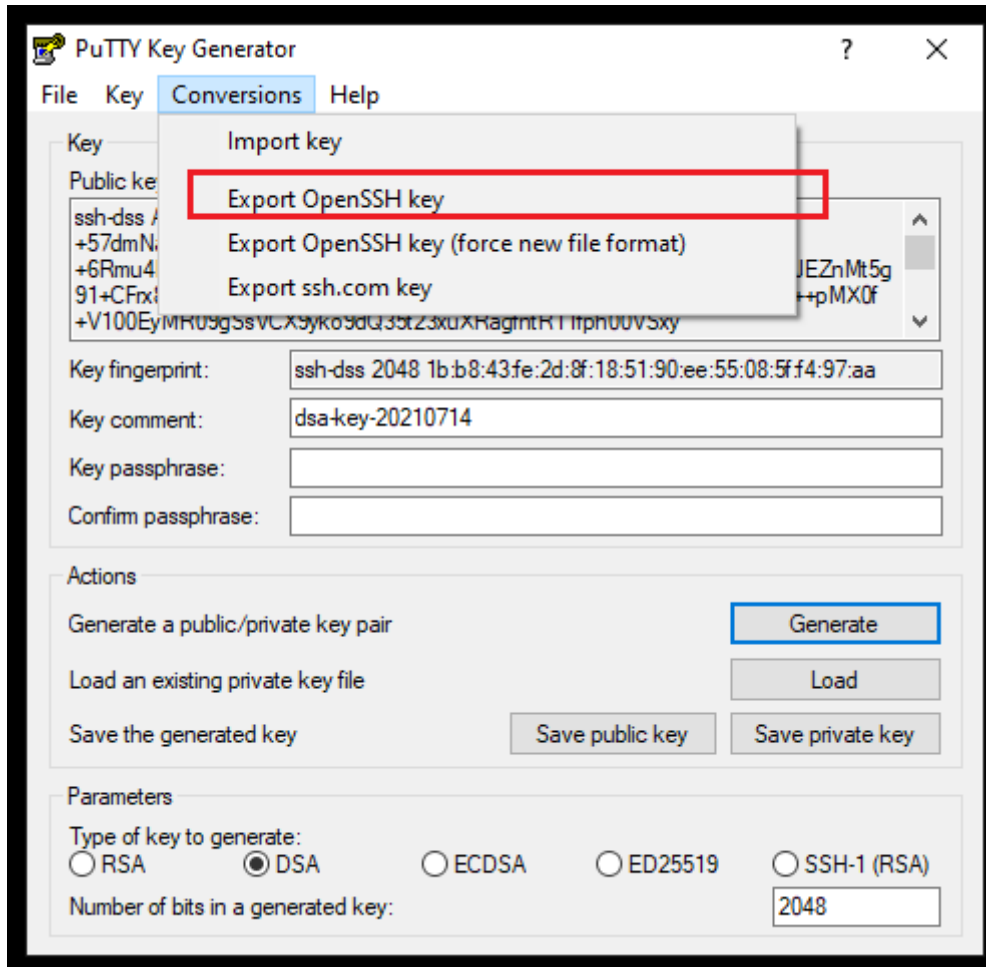 PuTTY Key Generator
?
File Key Conversions Help
Import key
Export OpenSSH key
Export OpenSSH key (force new file format)
Export ssh.com key
Key
Public ke
ssh-dss
+57dmN
+6Rmu4 JEZnMt5g
91+CFrx ++pMX0f
Key fingerprint: ssh-dss 2048 1b:b8:43:fe:2d:8f:18:51:90:ee:55:08:5f:f4:97:aa
Key comment: dsa-key-20210714
Key passphrase:
Confirm passphrase:
Actions
Generate a public/private key pair Generate
Load an existing private key file Load
Save the generated key Save public key Save private key
Parameters
Type of key to generate:
RSA DSA ECDSA ED25519 SSH-1 (RSA)
Number of bits in a generated key: 2048